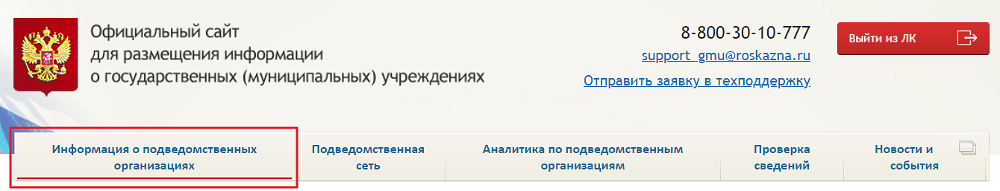 Официальный сайт
для размещения информации
о государственных (муниципальных) учреждениях
8-800-30-10-777
support_gmu@roskazna.ru
Отправить заявку в техподдержку
Выйти из ЛК
Информация о подведомственных
организациях
Подведомственная
сеть
Аналитика по подведомственным
организациям
Проверка
сведений
Новости и
события